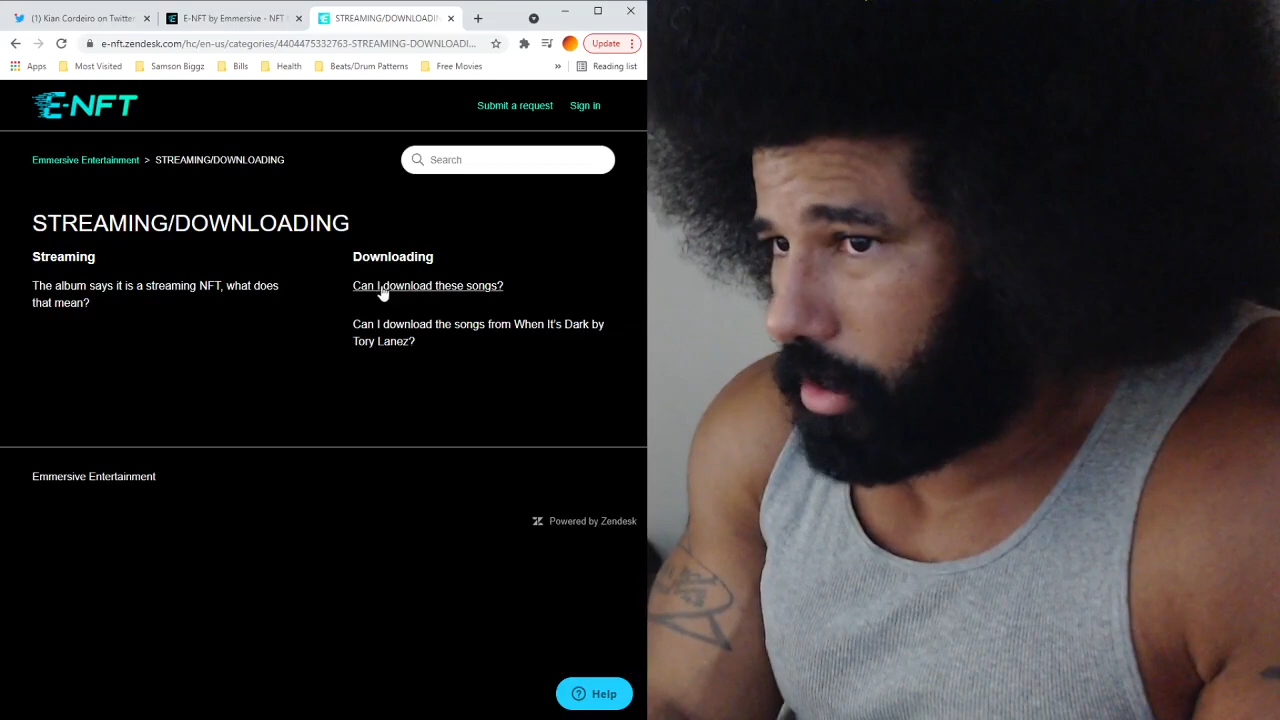 (1) Kian Cordeiro on Twitter
E-NFT by Emmersive - NFT
STREAMING/DOWNLOADIN
e-nft.zendesk.com/hc/en-us/categories/4404475332763-STREAMING-DOWNLOADI...
Update
Apps
Most Visited
Samson Biggz
Bills
Health
Beats/Drum Patterns
Free Movies
»
Reading list
E-NFT
Submit a request
Sign in
Emmersive Entertainment > STREAMING/DOWNLOADING
Search
STREAMING/DOWNLOADING
Streaming
The album says it is a streaming NFT, what does
that mean?
Downloading
Can I download these songs?
Can I download the songs from When It's Dark by
Tory Lanez?
Emmersive Entertainment
Powered by Zendesk
Help